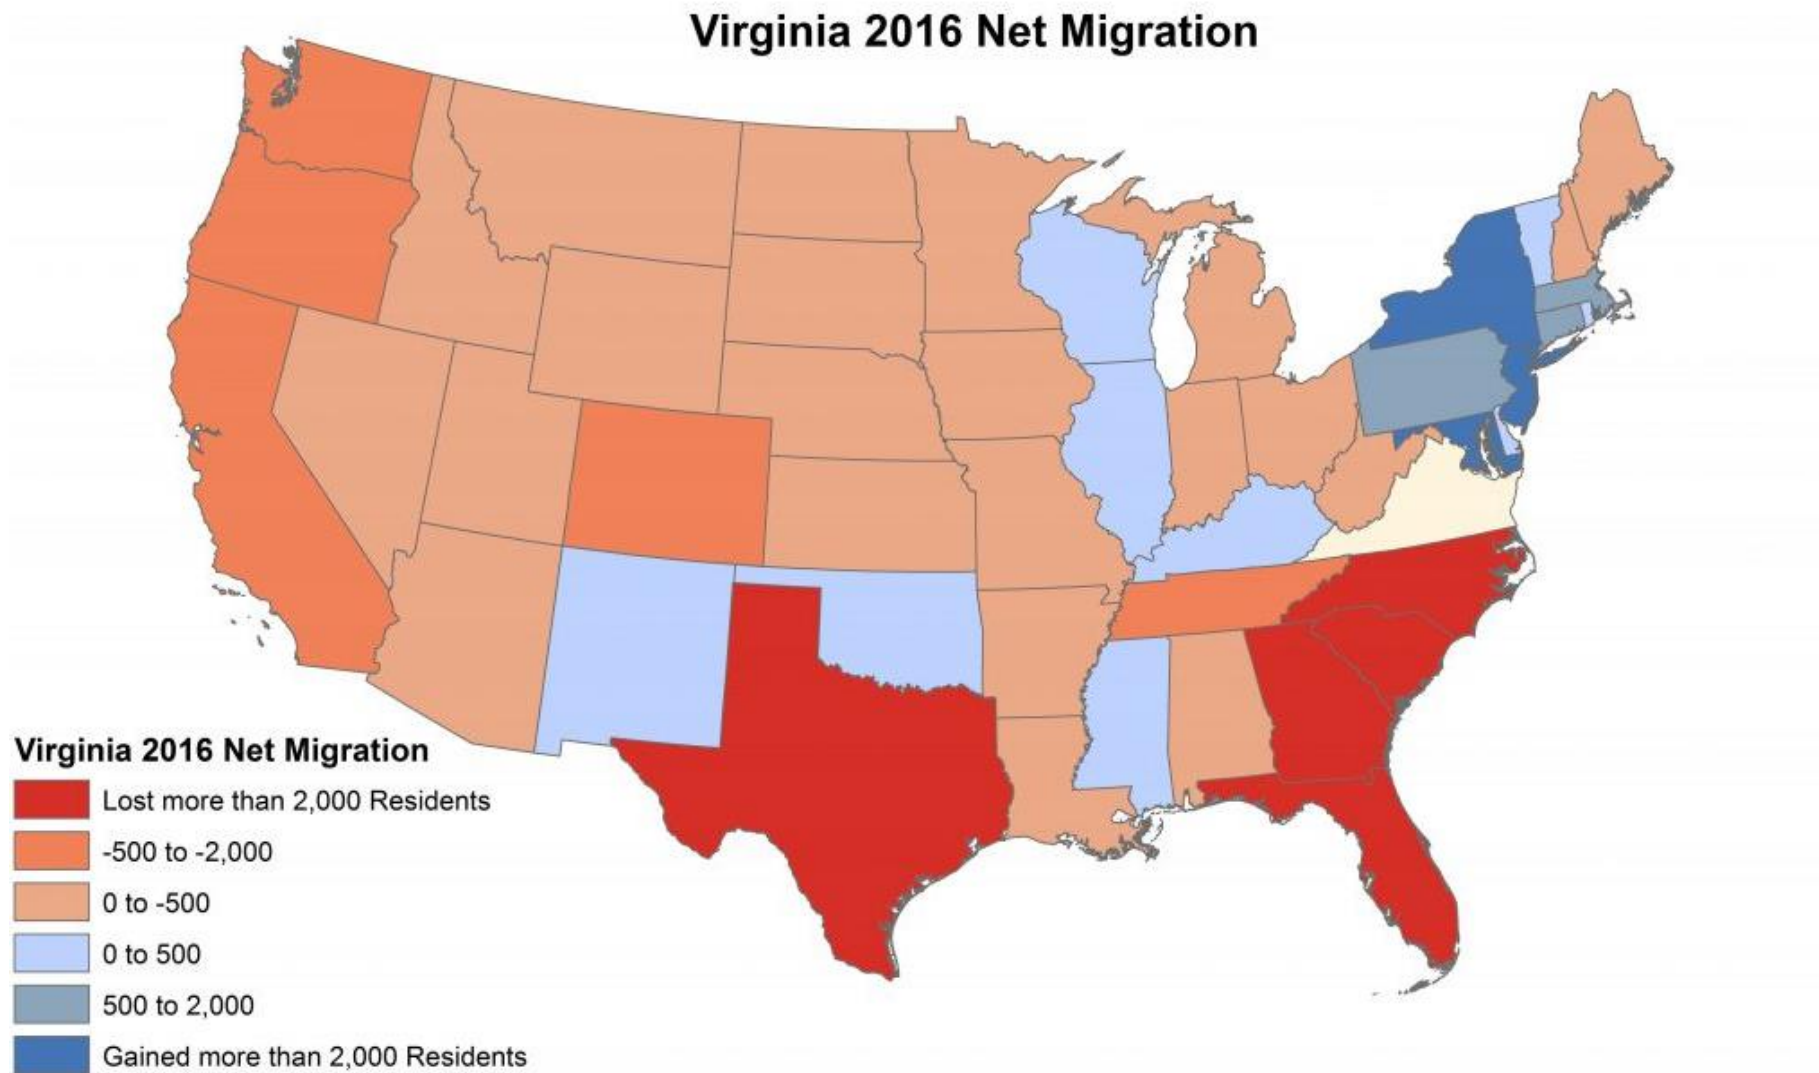 Virginia 2016 Net Migration
Virginia 2016 Net Migration
Lost more than 2,000 Residents
-500 to -2,000
0 to -500
0 to 500
500 to 2,000
Gained more than 2,000 Residents